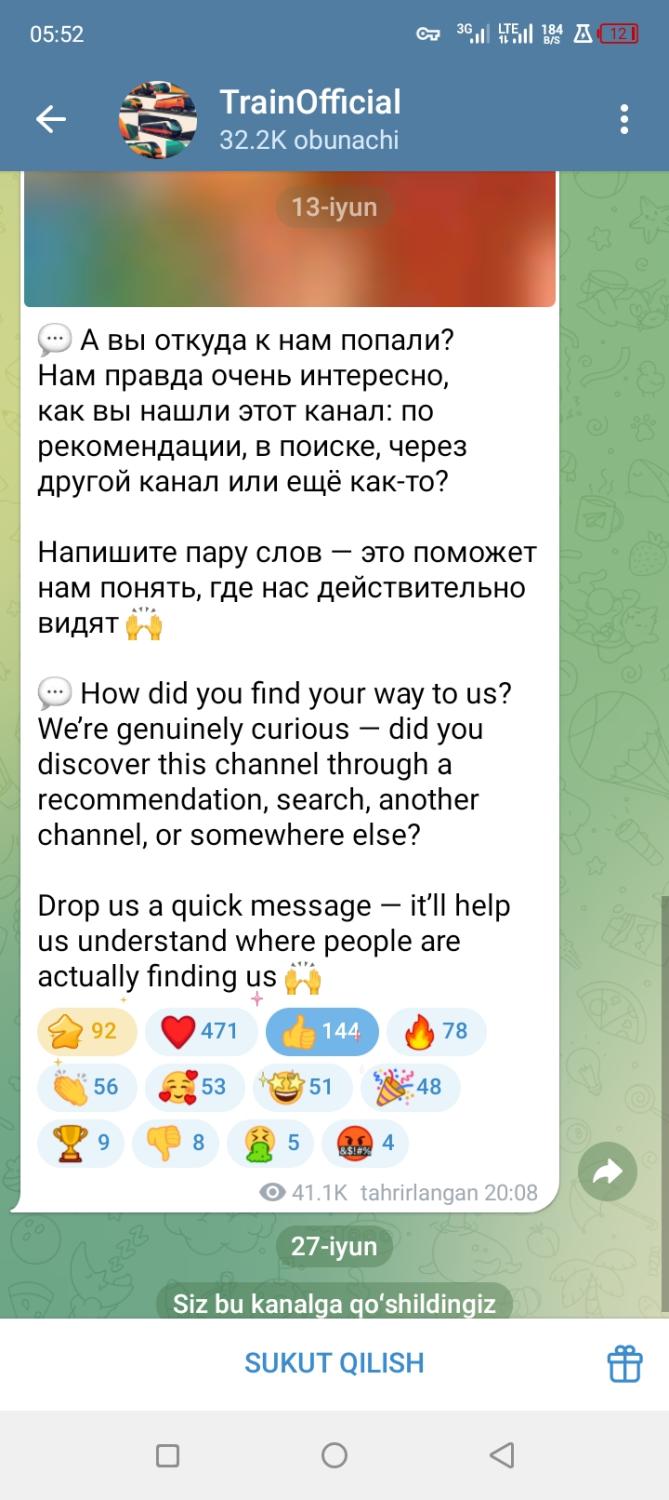 05:52
3G LTE 184 B/S 12
TrainOfficial
32.2K obunachi
13-iyun
💬 А вы откуда к нам попали?
Нам правда очень интересно,
как вы нашли этот канал: по
рекомендации, в поиске, через
другой канал или ещё как-то?
Напишите пару слов — это поможет
нам понять, где нас действительно
видят 🙌
💬 How did you find your way to us?
We’re genuinely curious — did you
discover this channel through a
recommendation, search, another
channel, or somewhere else?
Drop us a quick message — it’ll help
us understand where people are
actually finding us 🙌
92 471 144 78
56 53 51 48
9 8 5 &$!#% 4
41.1K tahrirlangan 20:08
27-iyun
Siz bu kanalga qo‘shildingiz
SUKUT QILISH